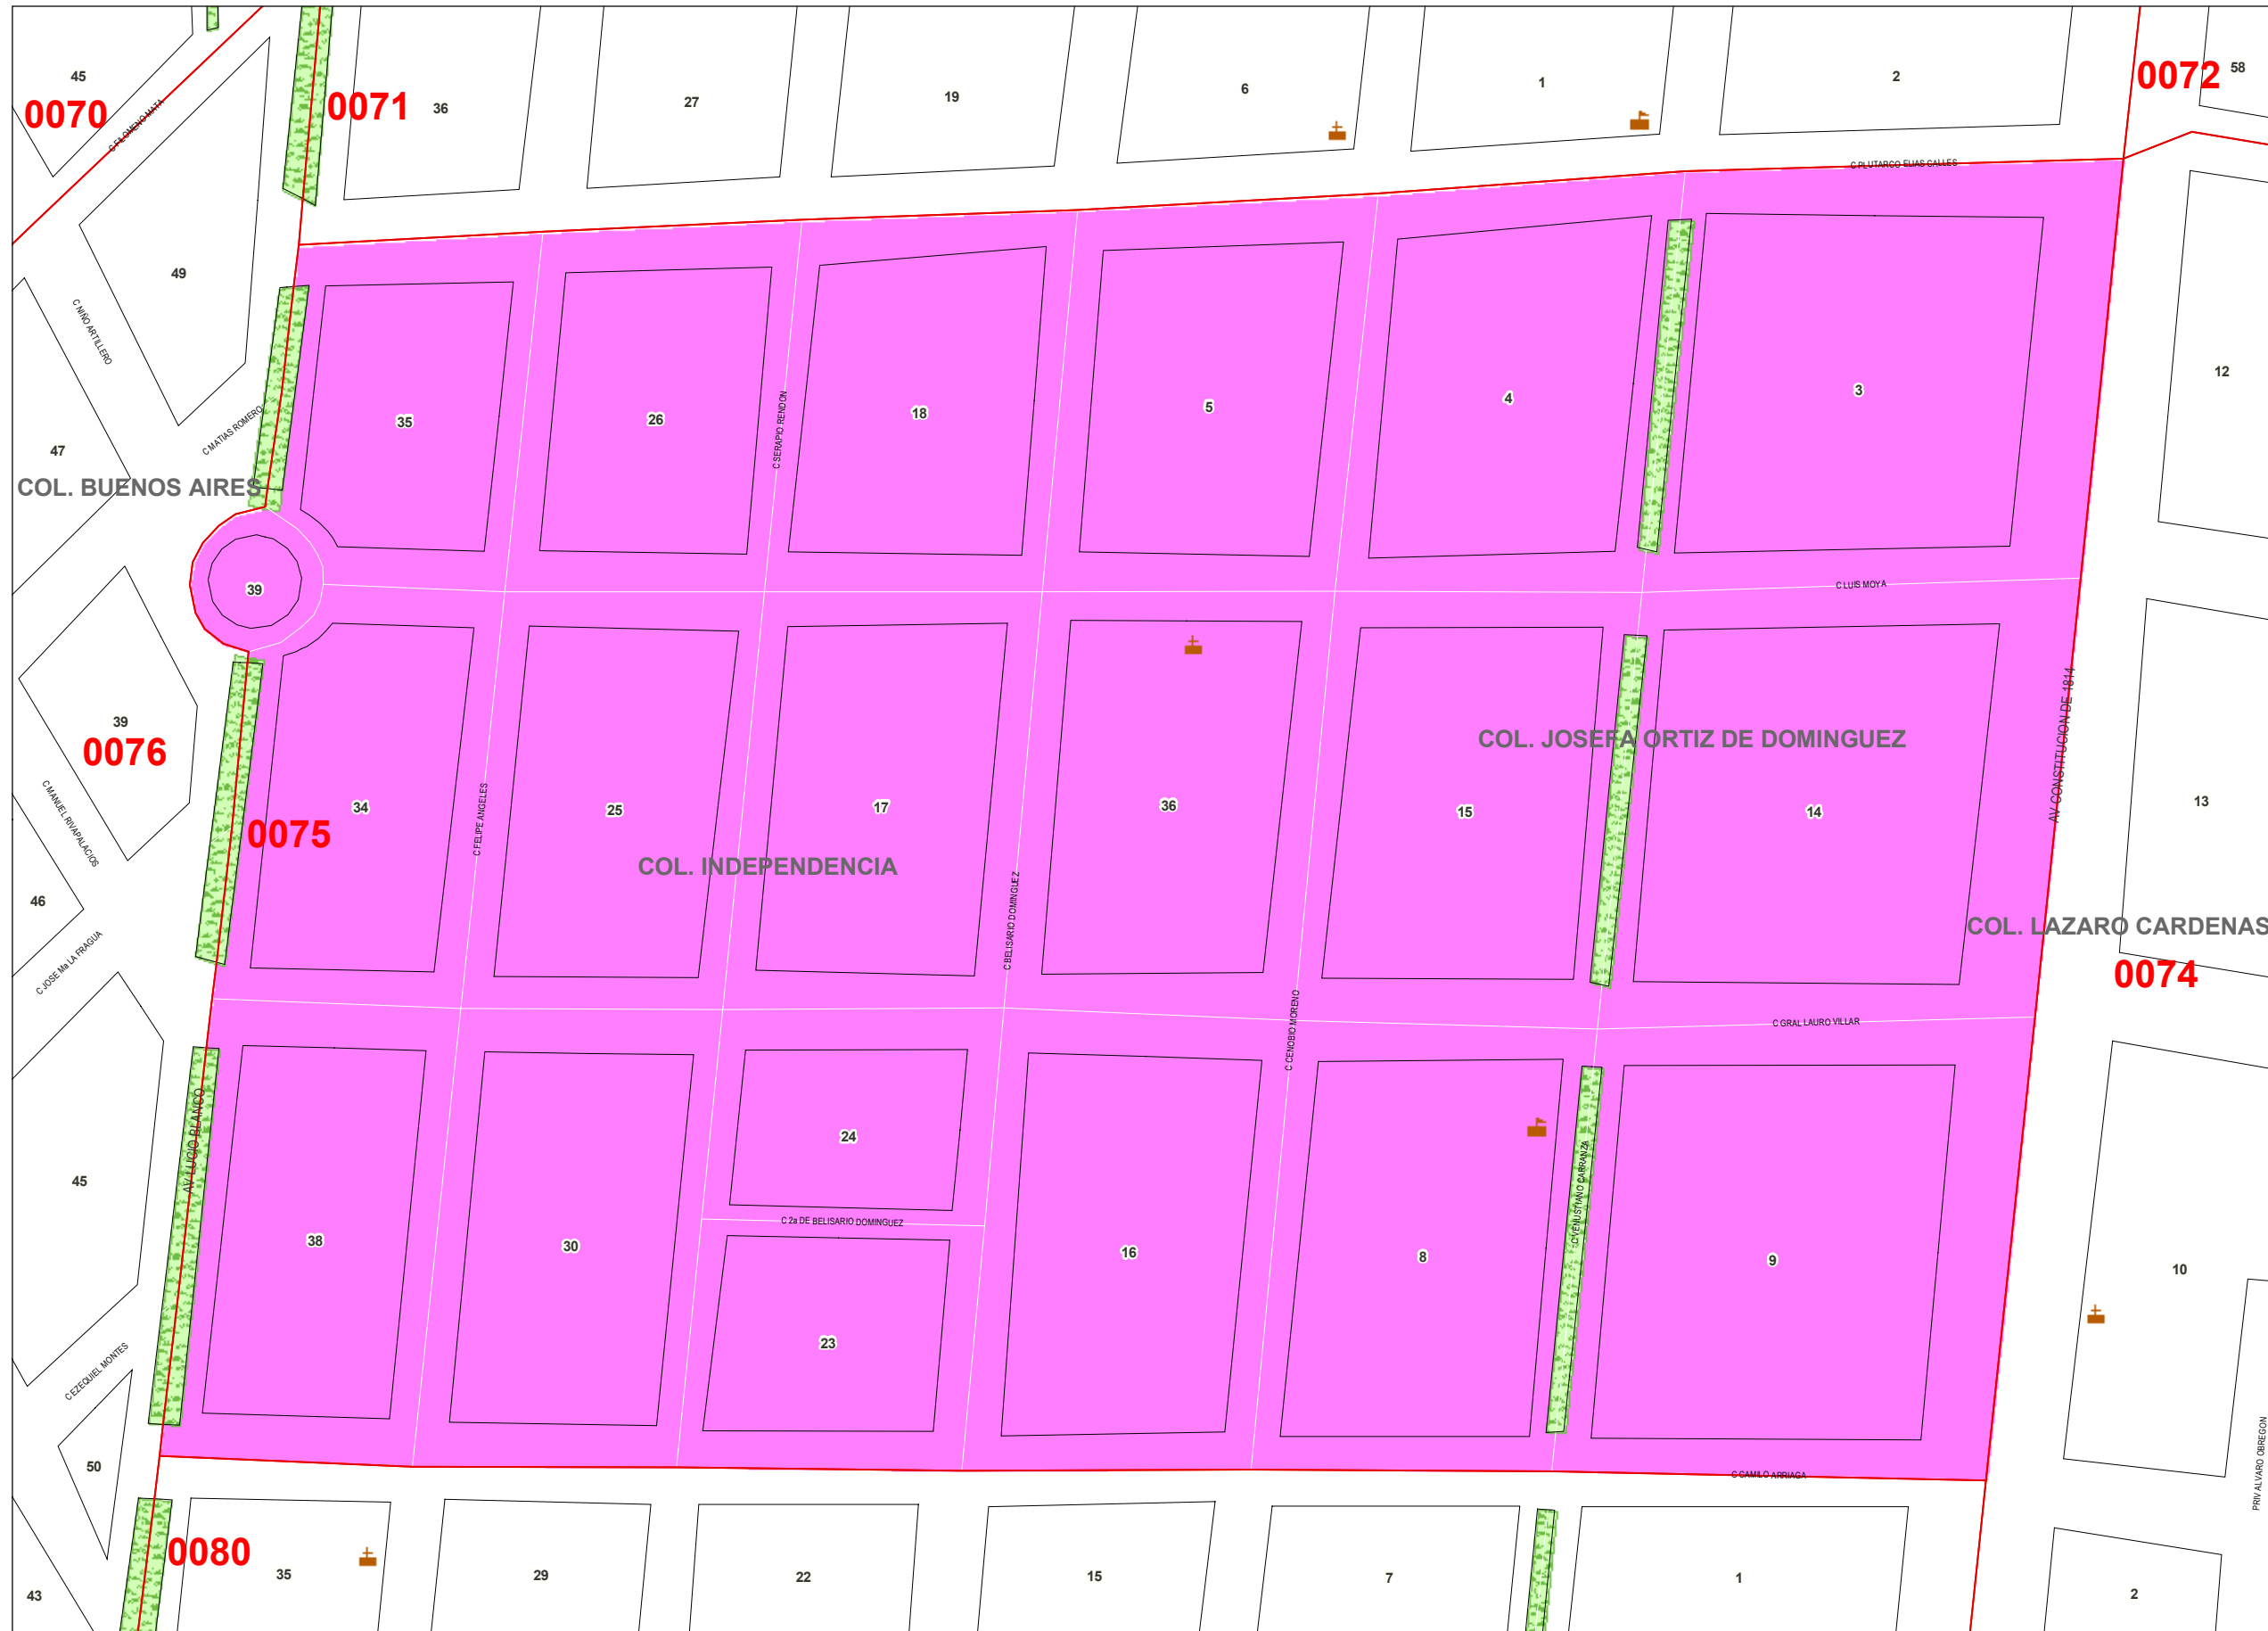 45
0070
C FILOMENO MATA
0071
36
27
19
6
1
2
0072
58
C PLUTARCO ELIAS CALLES
49
C NIÑO ARTILLERO
C MATIAS ROMERO
47
COL. BUENOS AIRES
35
26
C SERAPIO RENDON
18
5
4
3
12
39
C LUIS MOYA
39
0076
C MANUEL RIVAPALACIOS
46
C JOSE Ma LA FRAGUA
34
0075
C FELIPE ANGELES
25
COL. INDEPENDENCIA
17
C BELISARIO DOMINGUEZ
36
15
COL. JOSEFA ORTIZ DE DOMINGUEZ
14
AV CONSTITUCION DE 1814
13
COL. LAZARO CARDENAS
0074
C CENOBIO MORENO
C GRAL LAURO VILLAR
45
AV LUCIO BLANCO
38
30
24
C 2a DE BELISARIO DOMINGUEZ
23
16
8
C VENUSTIANO CARRANZA
9
10
C EZEQUIEL MONTES
50
C CAMILO ARRIAGA
PRIV ALVARO OBREGON
0080
43
35
29
22
15
7
1
2